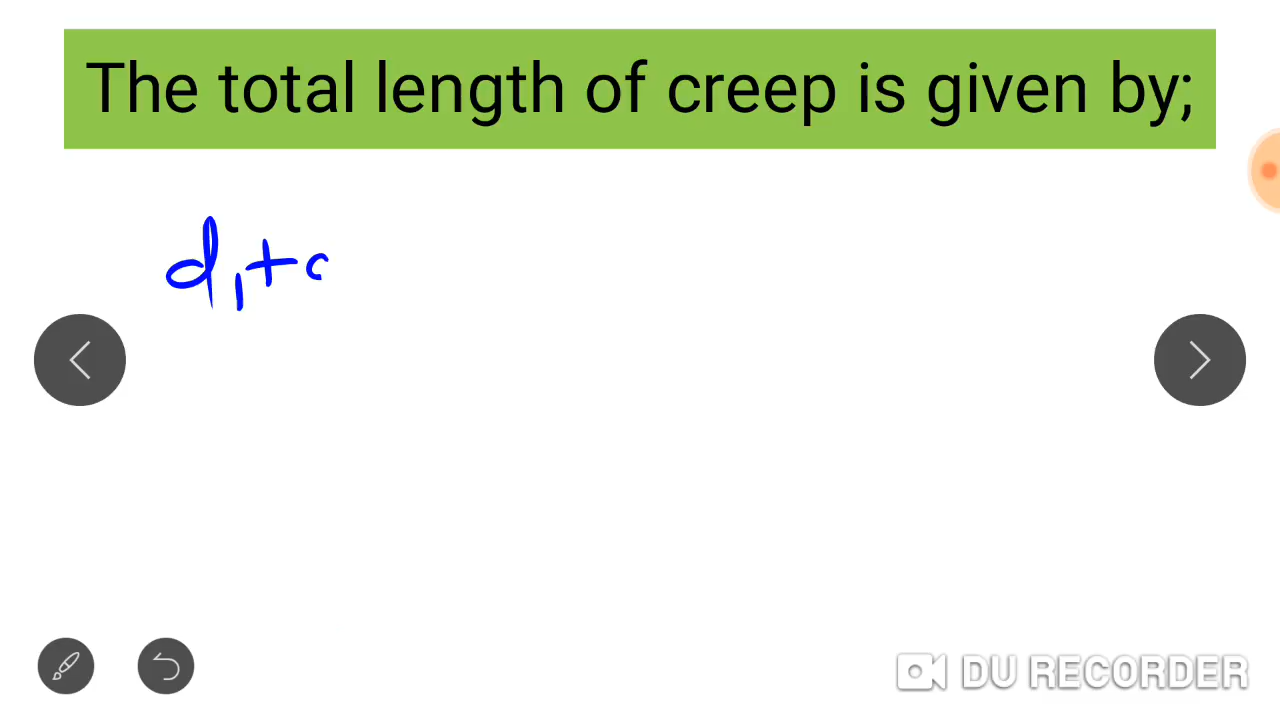 The total length of creep is given by;
d₁+
DU RECORDER